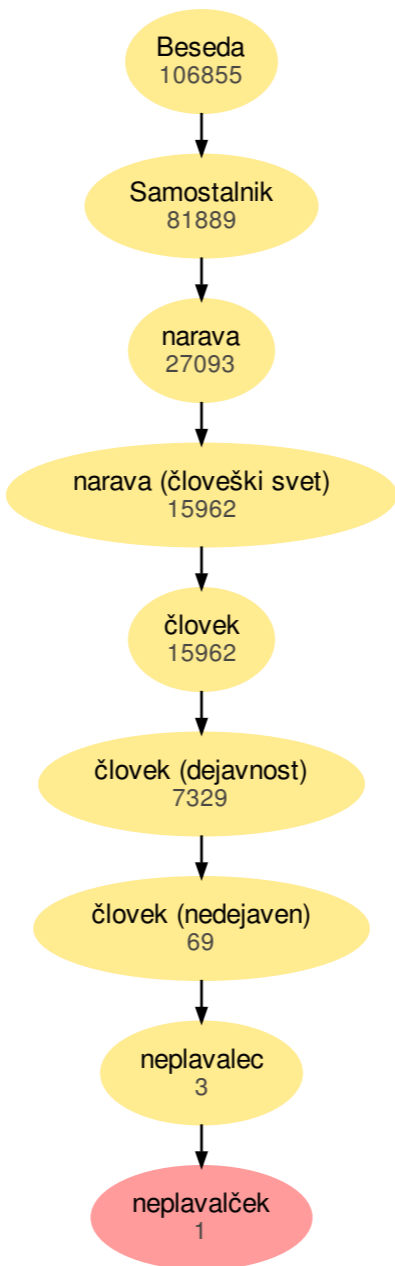 Beseda
106855
Samostalnik
81889
narava
27093
narava (človeški svet)
15962
človek
15962
človek (dejavnost)
7329
človek (nedejaven)
69
neplavalec
3
neplavalček
1